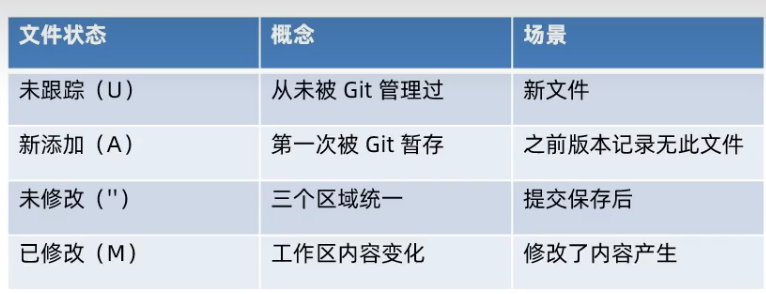 文件状态 概念 场景
未跟踪（U） 从未被 Git 管理过 新文件
新添加（A） 第一次被 Git 暂存 之前版本记录无此文件
未修改（''） 三个区域统一 提交保存后
已修改（M） 工作区内容变化 修改了内容产生